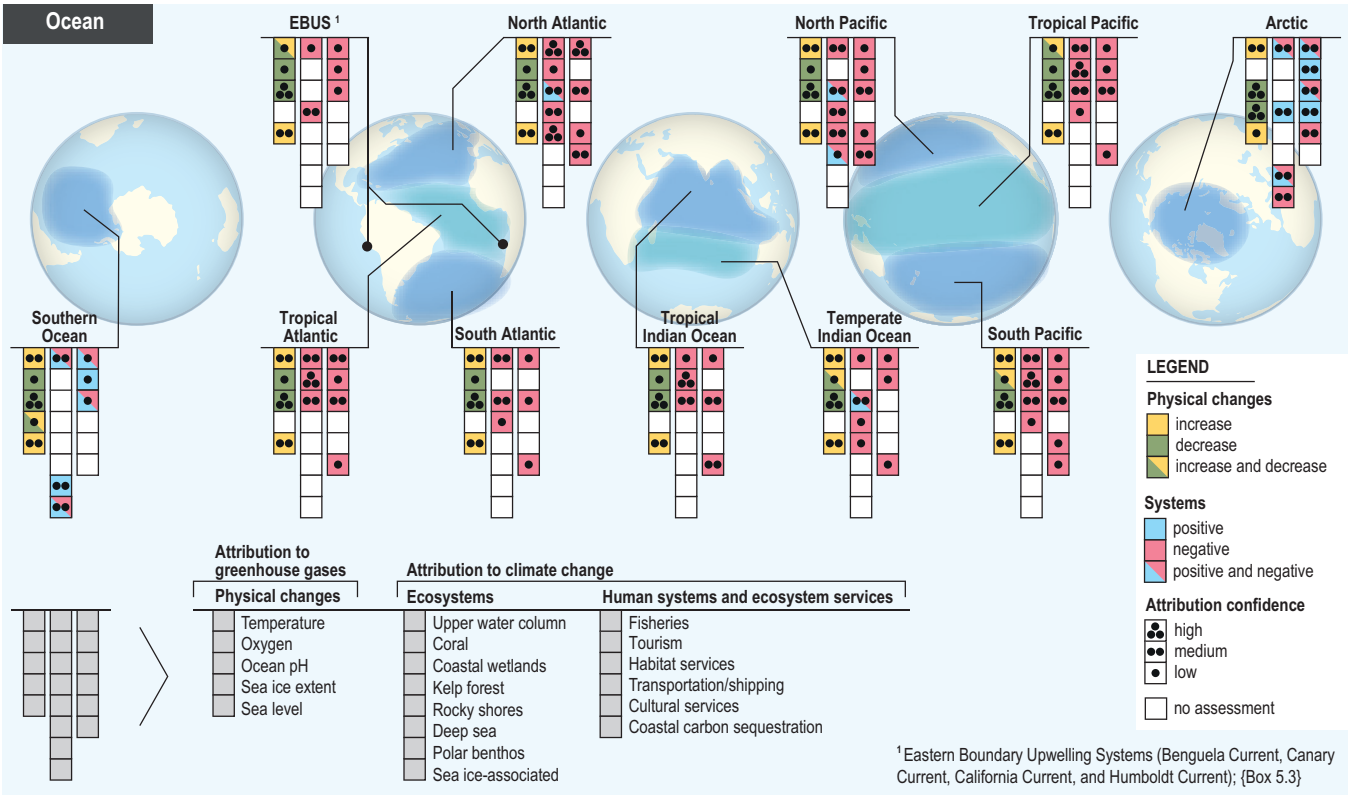 Ocean
EBUS ¹
North Atlantic
North Pacific
Tropical Pacific
Arctic
Southern
Ocean
Tropical
Atlantic
South Atlantic
Tropical
Indian Ocean
Temperate
Indian Ocean
South Pacific
LEGEND
Physical changes
increase
decrease
increase and decrease
Systems
positive
negative
positive and negative
Attribution confidence
high
medium
low
no assessment
Attribution to
greenhouse gases
Physical changes
Temperature
Oxygen
Ocean pH
Sea ice extent
Sea level
Attribution to climate change
Ecosystems
Upper water column
Coral
Coastal wetlands
Kelp forest
Rocky shores
Deep sea
Polar benthos
Sea ice-associated
Human systems and ecosystem services
Fisheries
Tourism
Habitat services
Transportation/shipping
Cultural services
Coastal carbon sequestration
¹ Eastern Boundary Upwelling Systems (Benguela Current, Canary
Current, California Current, and Humboldt Current); {Box 5.3}